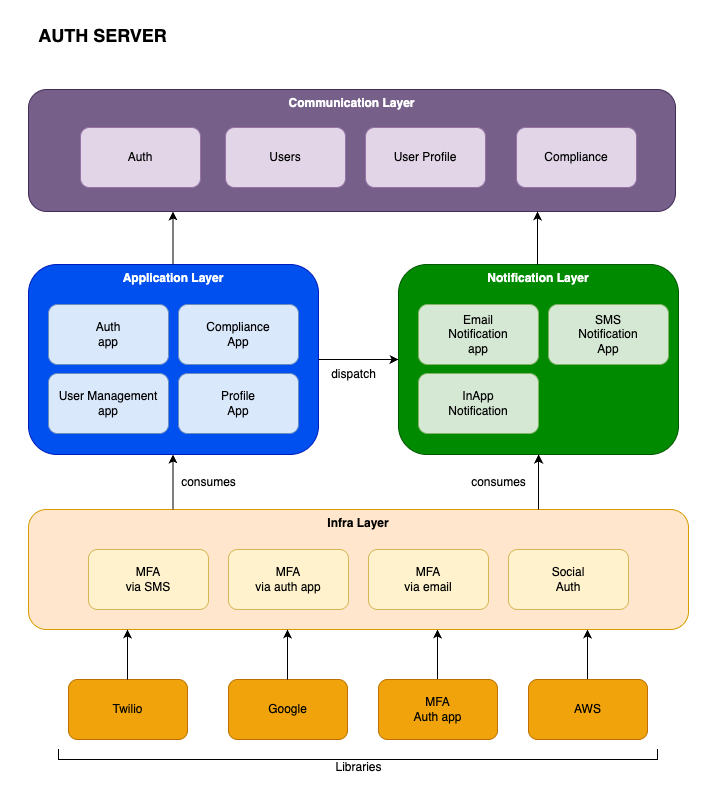 AUTH SERVER
Communication Layer
Auth
Users
User Profile
Compliance
Application Layer
Auth
app
Compliance
App
User Management
app
Profile
App
dispatch
Notification Layer
Email
Notification
app
SMS
Notification
App
InApp
Notification
consumes
consumes
Infra Layer
MFA
via SMS
MFA
via auth app
MFA
via email
Social
Auth
Twilio
Google
MFA
Auth app
AWS
Libraries